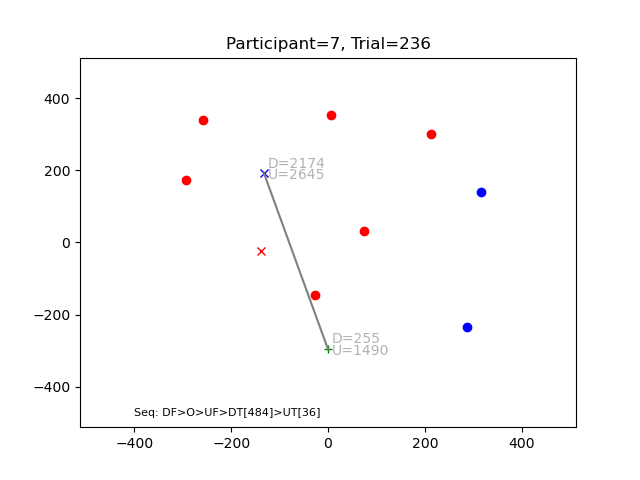 Participant=7, Trial=236
400
200
0
−200
−400
D=2174
U=2645
D=255
U=1490
Seq: DF>O>UF>DT[484]>UT[36]
−400
−200
0
200
400